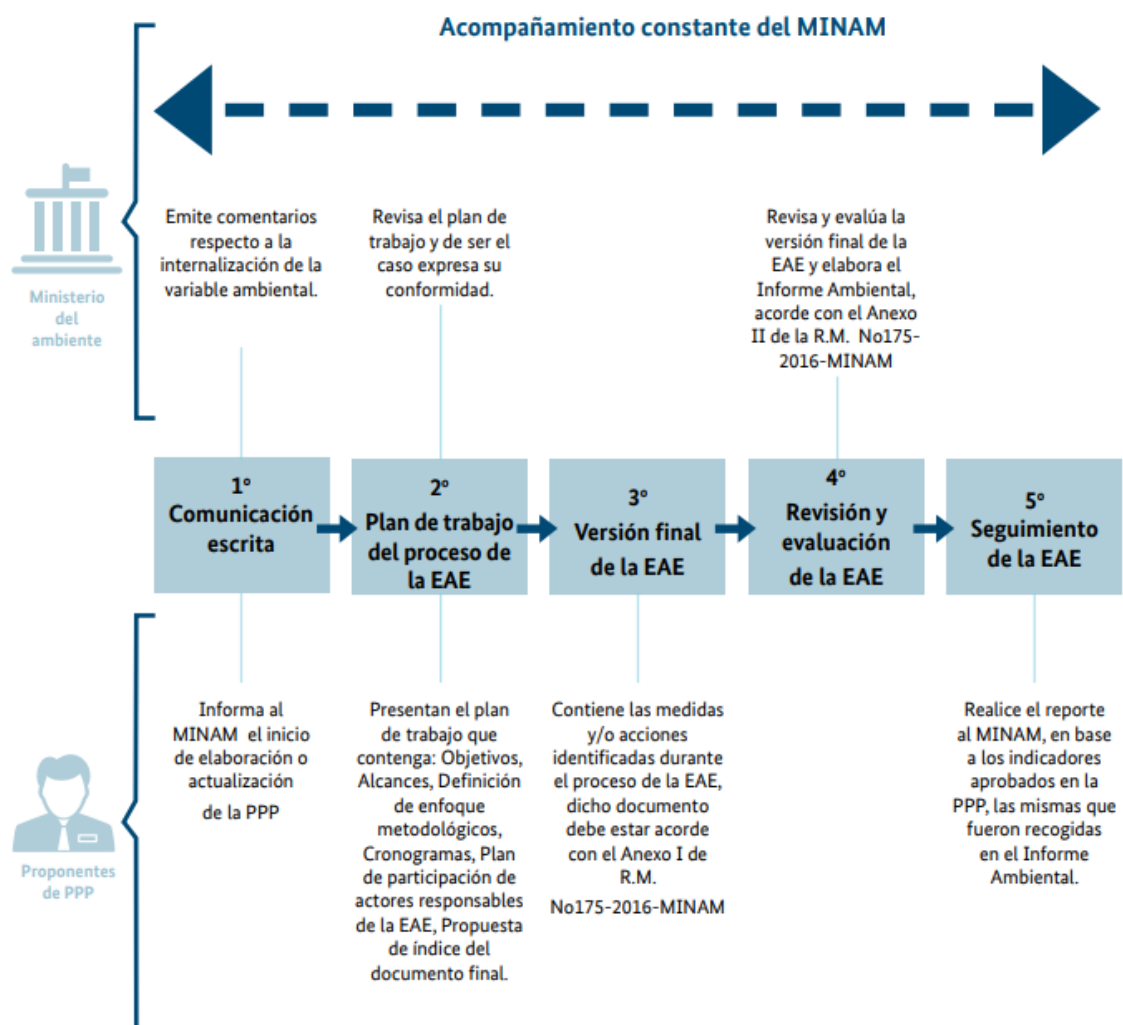 Acompañamiento constante del MINAM
Ministerio
del
ambiente
Emite comentarios
respecto a la
internalización de la
variable ambiental.
Revisa el plan de
trabajo y de ser el
caso expresa su
conformidad.
Revisa y evalúa la
versión final de la
EAE y elabora el
Informe Ambiental,
acorde con el Anexo
II de la R.M. No175-
2016-MINAM
1°
Comunicación
escrita
2°
Plan de trabajo
del proceso de
la EAE
3°
Versión final
de la EAE
4°
Revisión y
evaluación
de la EAE
5°
Seguimiento
de la EAE
Proponentes
de PPP
Informa al
MINAM el inicio
de elaboración o
actualización
de la PPP
Presentan el plan
de trabajo que
contenga: Objetivos,
Alcances, Definición
de enfoque
metodológicos,
Cronogramas, Plan
de participación de
actores responsables
de la EAE, Propuesta
de índice del
documento final.
Contiene las medidas
y/o acciones
identificadas durante
el proceso de la EAE,
dicho documento
debe estar acorde
con el Anexo I de
R.M.
No175-2016-MINAM
Realice el reporte
al MINAM, en base
a los indicadores
aprobados en la
PPP, las mismas que
fueron recogidas
en el Informe
Ambiental.